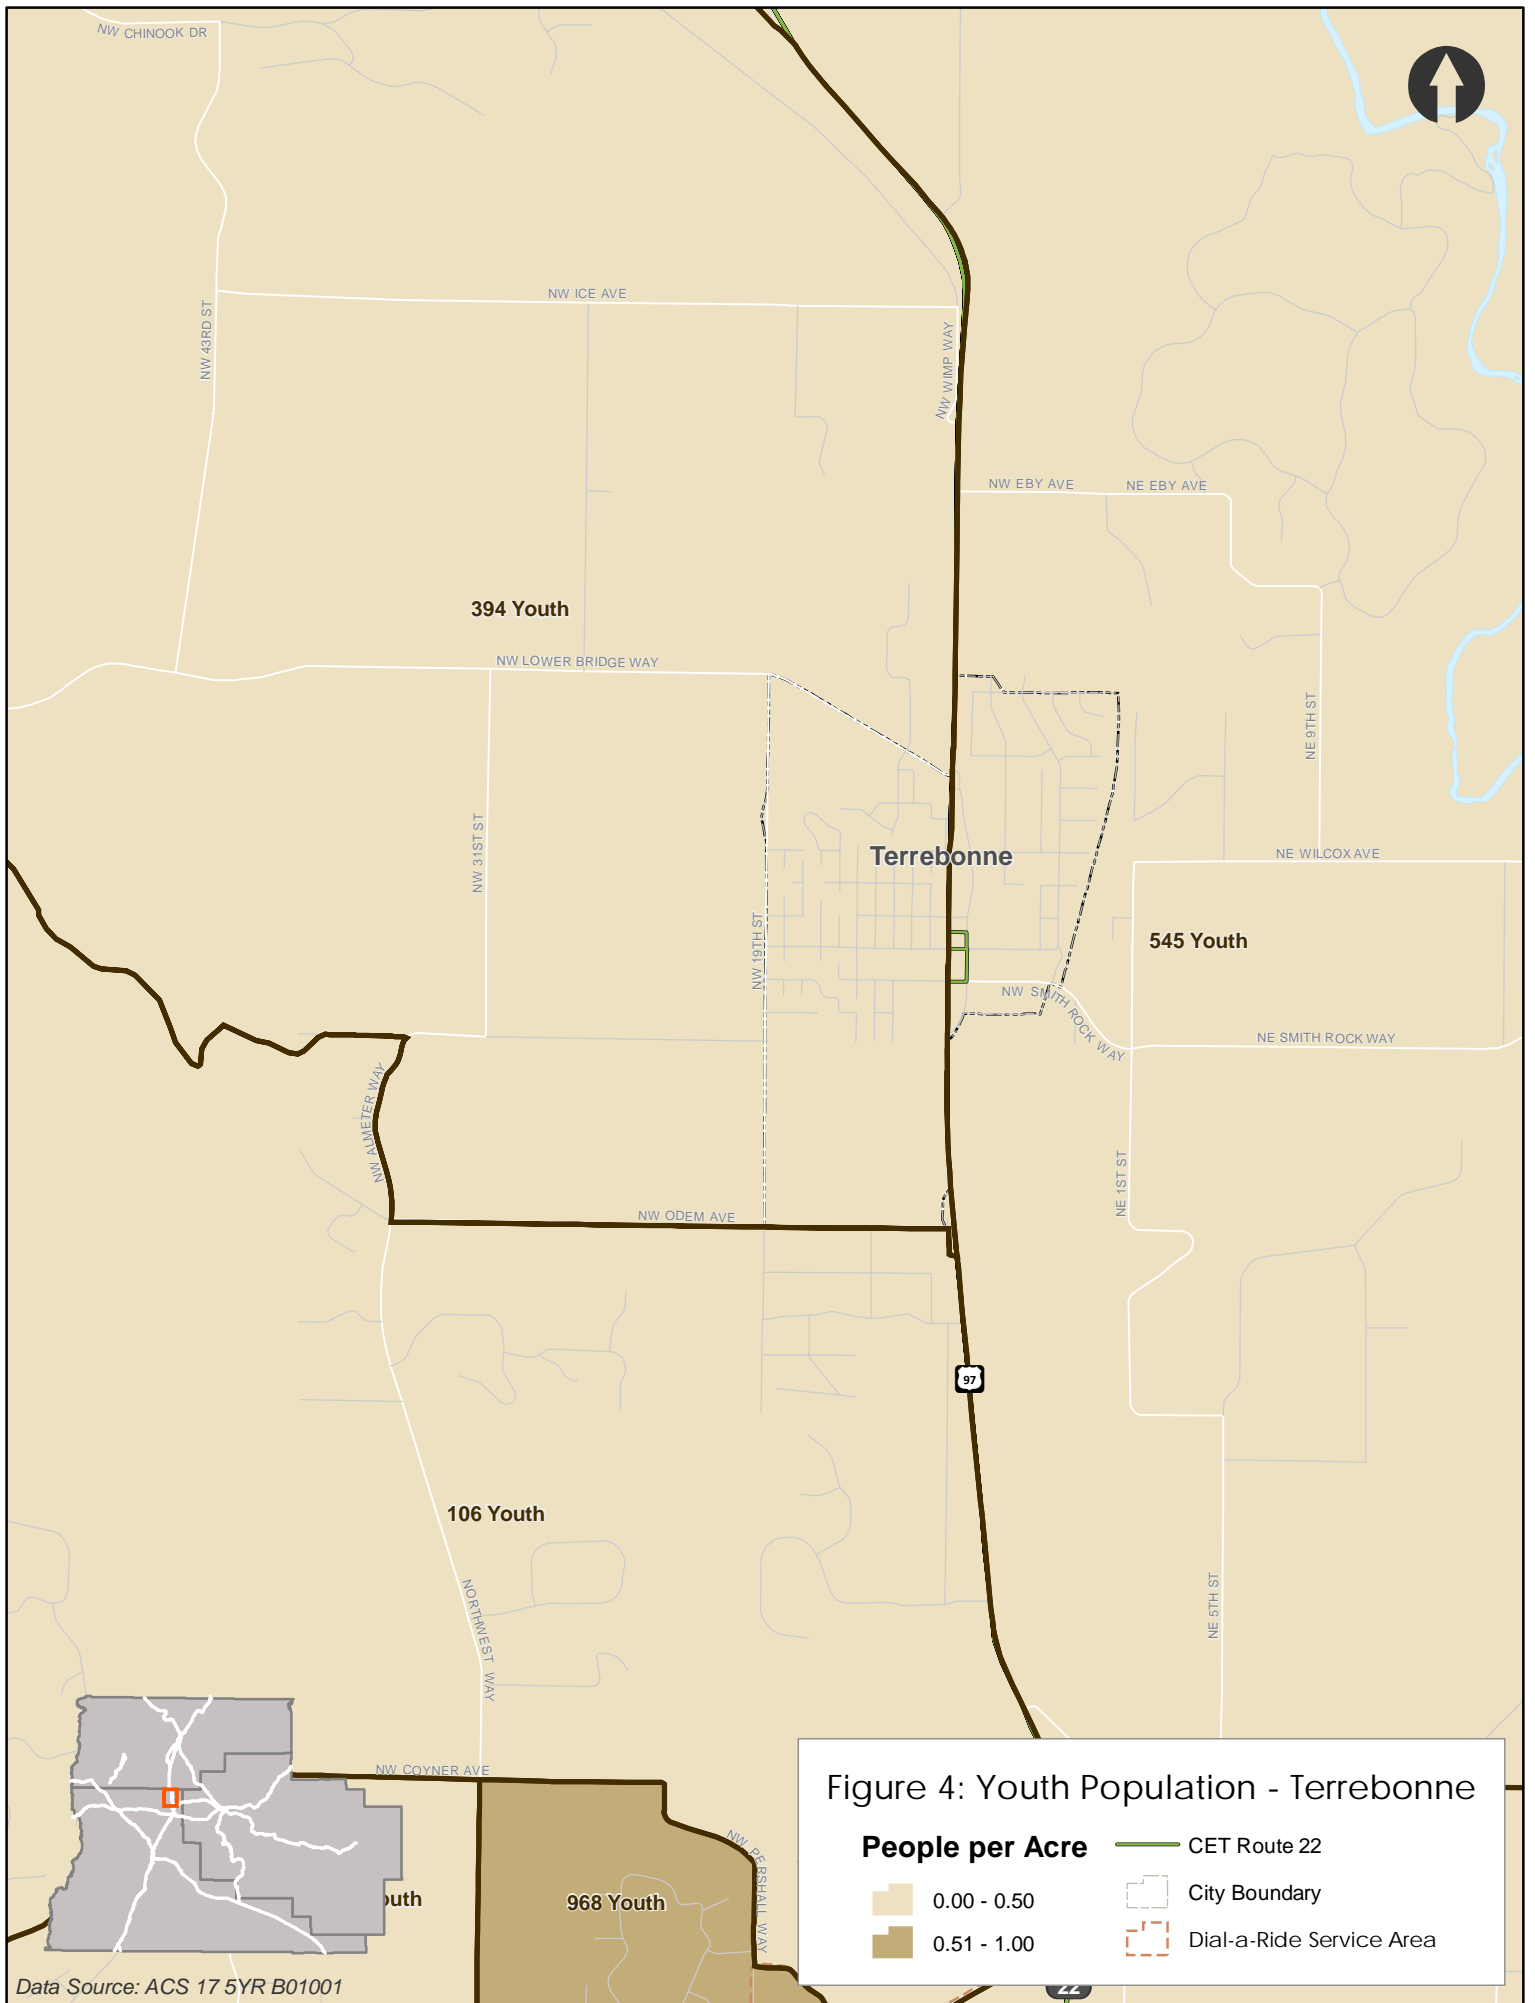 NW CHINOOK DR
NW ICE AVE
NW 43RD ST
NW WIMP WAY
NW EBY AVE
NE EBY AVE
394 Youth
NW LOWER BRIDGE WAY
NE 9TH ST
NW 31ST ST
Terrebonne
NE WILCOX AVE
NW 19TH ST
545 Youth
NW SMITH ROCK WAY
NE SMITH ROCK WAY
NW ALMETER WAY
NE 1ST ST
NW ODEM AVE
97
106 Youth
NORTHWEST WAY
NE 5TH ST
NW COYNER AVE
NW PERSHALL WAY
968 Youth
outh
Figure 4: Youth Population - Terrebonne
People per Acre
0.00 - 0.50
0.51 - 1.00
CET Route 22
City Boundary
Dial-a-Ride Service Area
22
Data Source: ACS 17 5YR B01001